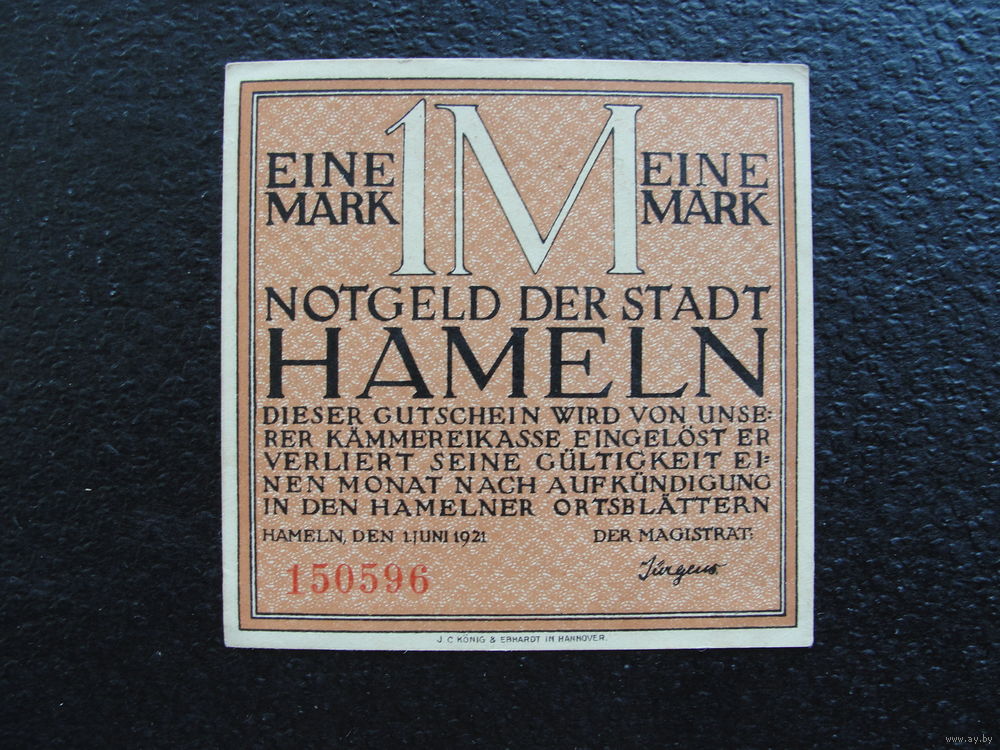 EINE MARK 1M EINE MARK
NOTGELD DER STADT
HAMELN
DIESER GUTSCHEIN WIRD VON UNSE-
RER KÄMMEREIKASSE EINGELÖST ER
VERLIERT SEINE GÜLTIGKEIT EI-
NEN MONAT NACH AUFKÜNDIGUNG
IN DEN HAMELNER ORTSBLÄTTERN
HAMELN, DEN 1.JUNI 1921 DER MAGISTRAT:
150596 Jürgens
J. C. KÖNIG & EBHARDT IN HANNOVER.
www.ay.by